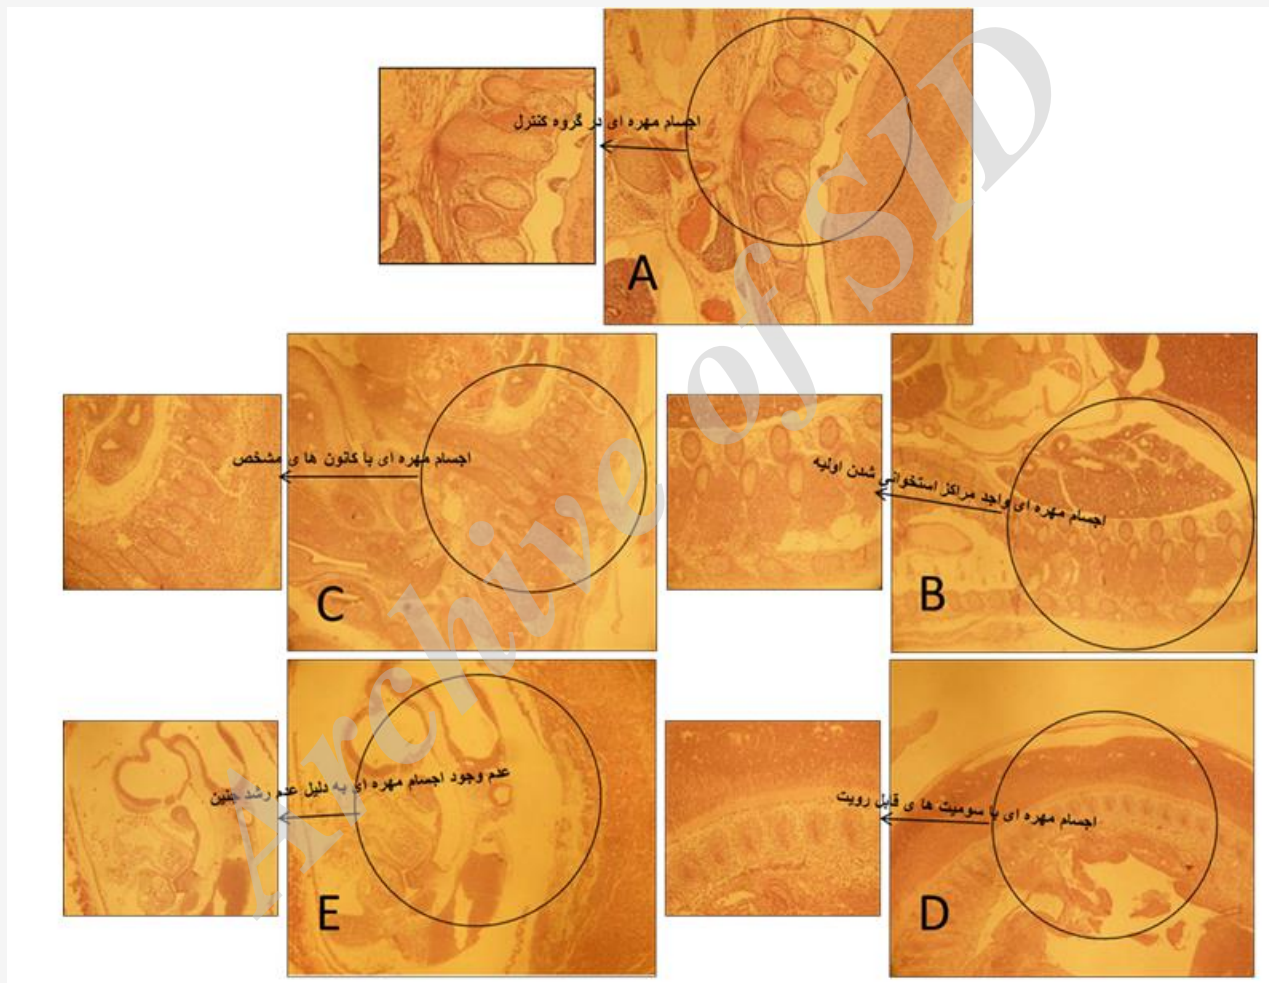 اجسام مهره ای در گروه کنترل
A
اجسام مهره ای واجد مراکز استخوانی شدن اولیه
B
اجسام مهره ای با کانون ها ی مشخص
C
اجسام مهره ای با سومیت ها ی قابل رویت
D
عدم وجود اجسام مهره ای به دلیل عدم رشد جنین
E
Archive of SID